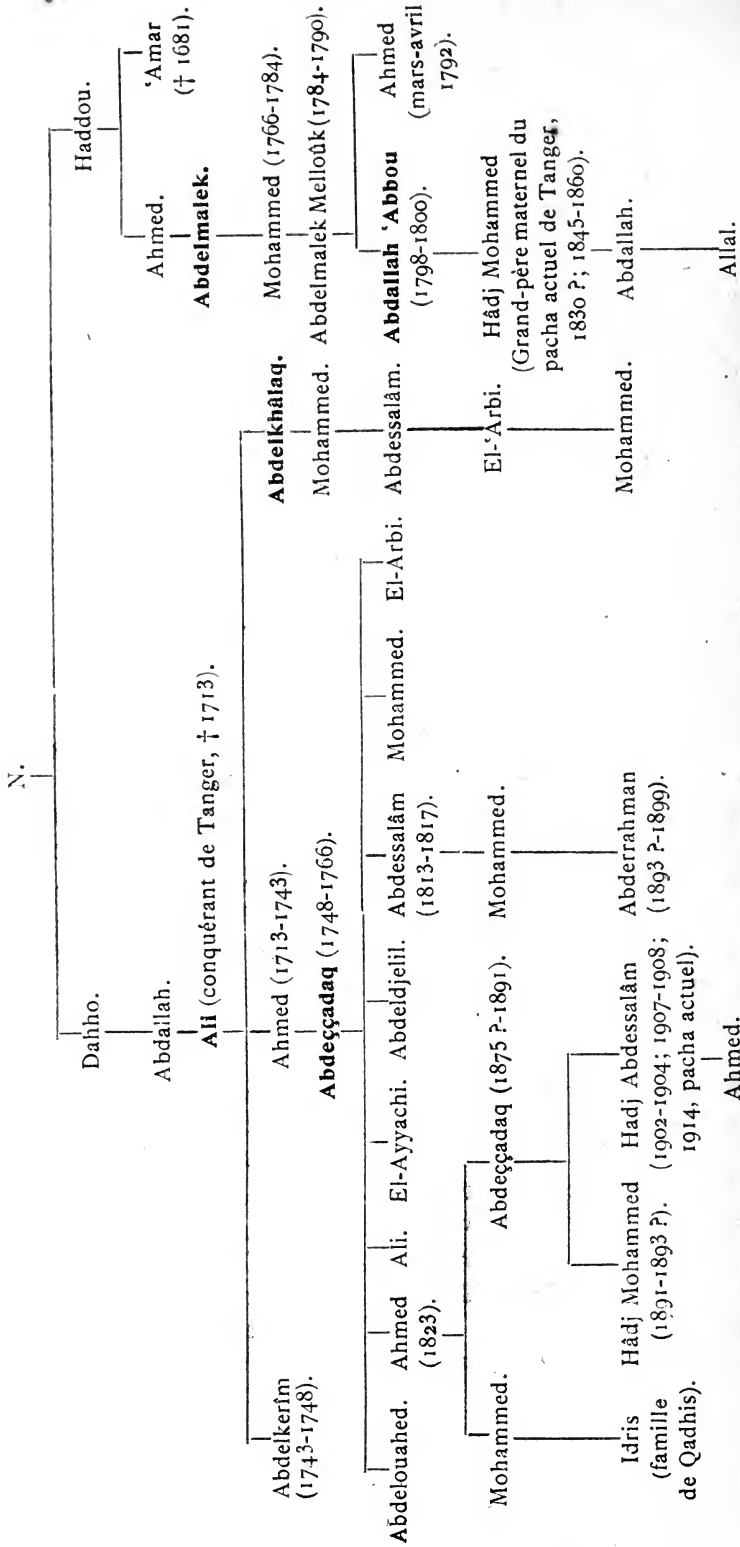 N.
Dahho.
Haddou.
Abdallah.
Ahmed.
‘Amar
(† 1681).
Ali (conquérant de Tanger, † 1713).
Abdelmalek.
Abdelkerîm
(1743-1748).
Ahmed (1713-1743).
Abdelkhâlaq.
Mohammed (1766-1784).
Abdeççadaq (1748-1766).
Mohammed.
Abdelmalek Melloûk (1784-1790).
Abdelouahed.
Ahmed
(1823).
Ali.
El-Ayyachi.
Abdeldjelil.
Abdessalâm
(1813-1817).
Mohammed.
El-Arbi.
Abdessalâm.
Abdallah ‘Abbou
(1798-1800).
Ahmed
(mars-avril
1792).
Mohammed.
Abdeççadaq (1875 ?-1891).
Mohammed.
El-‘Arbi.
Hâdj Mohammed
(Grand-père maternel du
pacha actuel de Tanger,
1830 ?; 1845-1860).
Idris
(famille
de Qadhis).
Hâdj Mohammed
(1891-1893 ?).
Hadj Abdessalâm
(1902-1904; 1907-1908;
1914, pacha actuel).
Abderrahman
(1893 ?-1899).
Mohammed.
Abdallah.
Ahmed.
Allal.